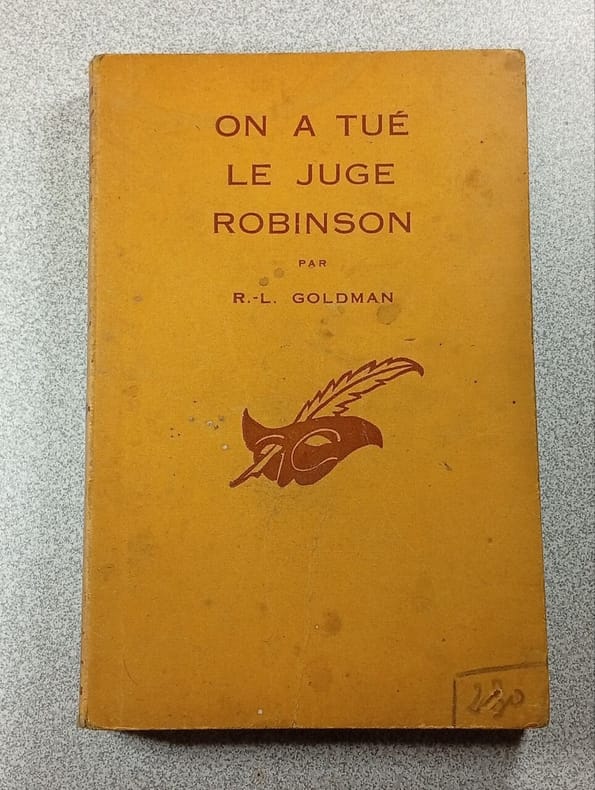 ON A TUÉ
LE JUGE
ROBINSON
PAR
R.-L. GOLDMAN